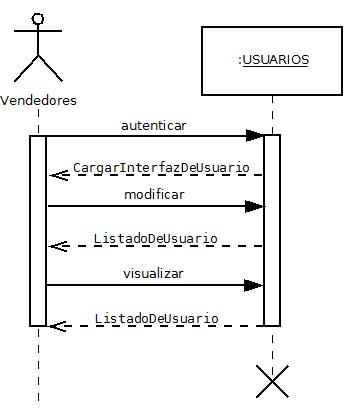 :USUARIOS
Vendedores
autenticar
CargarInterfazDeUsuario
modificar
ListadoDeUsuario
visualizar
ListadoDeUsuario